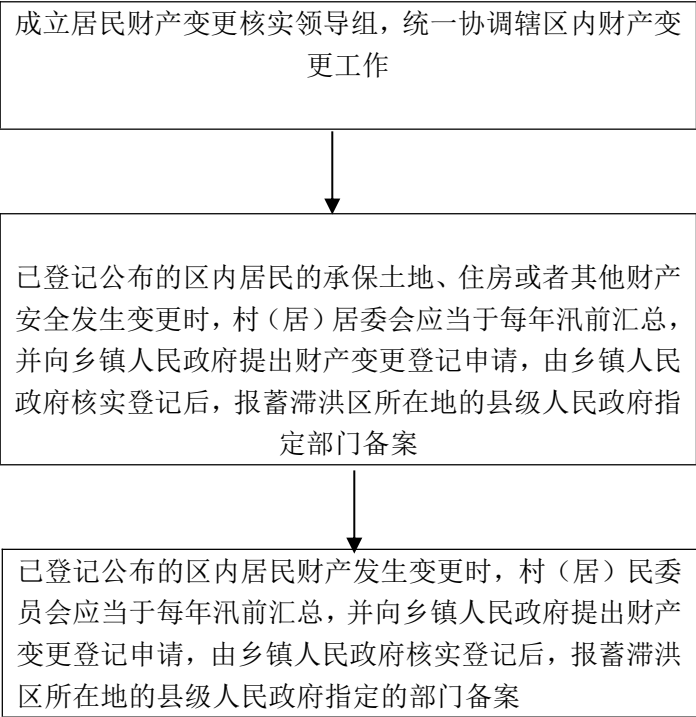 成立居民财产变更核实领导组，统一协调辖区内财产变
更工作
已登记公布的区内居民的承保土地、住房或者其他财产
安全发生变更时，村（居）居委会应当于每年汛前汇总，
并向乡镇人民政府提出财产变更登记申请，由乡镇人民
政府核实登记后，报蓄滞洪区所在地的县级人民政府指
定部门备案
已登记公布的区内居民财产发生变更时，村（居）民委
员会应当于每年汛前汇总，并向乡镇人民政府提出财产
变更登记申请，由乡镇人民政府核实登记后，报蓄滞洪
区所在地的县级人民政府指定的部门备案